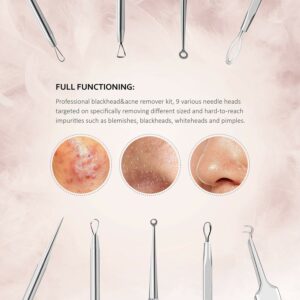 FULL FUNCTIONING:
Professional blackhead&acne remover kit, 9 various needle heads
targeted on specifically removing different sized and hard-to-reach
impurities such as blemishes, blackheads, whiteheads and pimples.